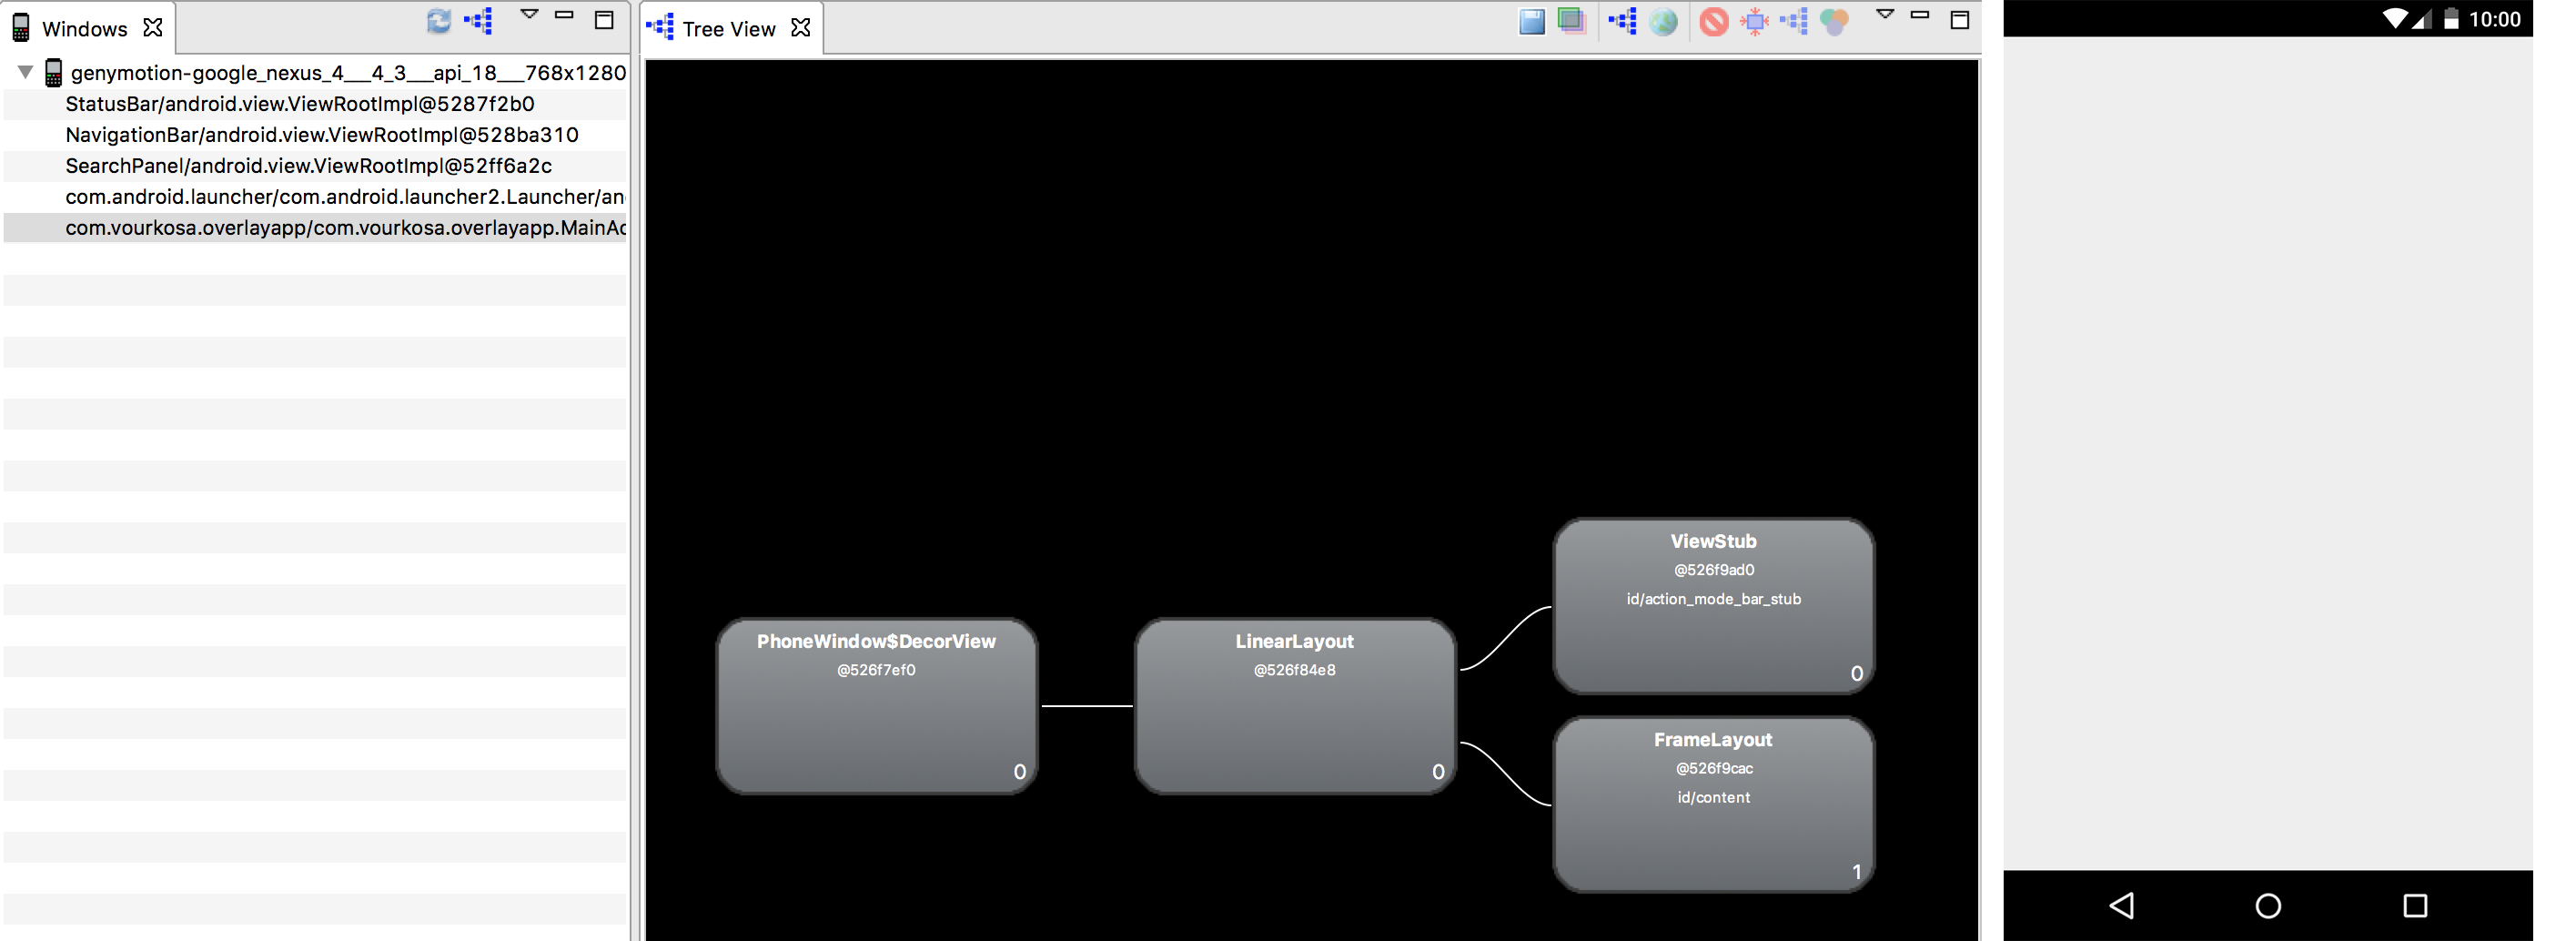 Windows
genymotion-google_nexus_4___4_3___api_18___768x1280
StatusBar/android.view.ViewRootImpl@5287f2b0
NavigationBar/android.view.ViewRootImpl@528ba310
SearchPanel/android.view.ViewRootImpl@52ff6a2c
com.android.launcher/com.android.launcher2.Launcher/an
com.vourkosa.overlayapp/com.vourkosa.overlayapp.MainAc
Tree View
PhoneWindow$DecorView
@526f7ef0
0
LinearLayout
@526f84e8
0
ViewStub
@526f9ad0
id/action_mode_bar_stub
0
FrameLayout
@526f9cac
id/content
1
10:00